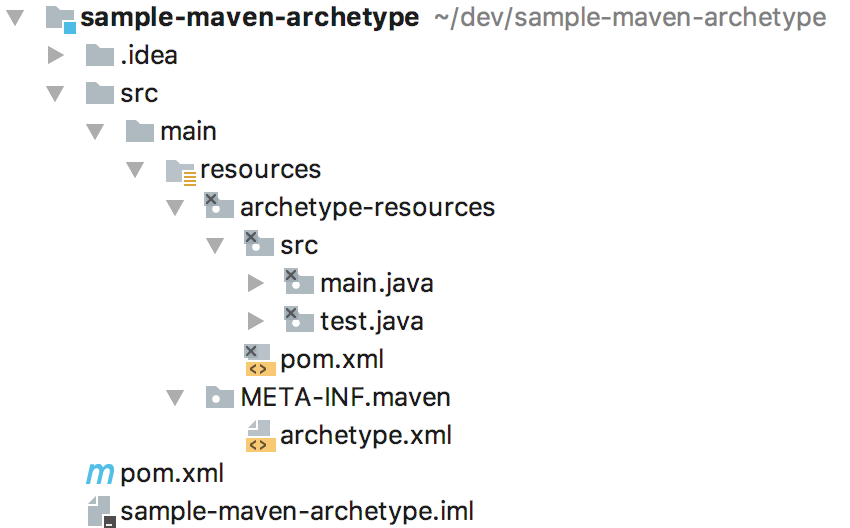 sample-maven-archetype ~/dev/sample-maven-archetype
.idea
src
main
resources
archetype-resources
src
main.java
test.java
pom.xml
META-INF.maven
archetype.xml
pom.xml
sample-maven-archetype.iml